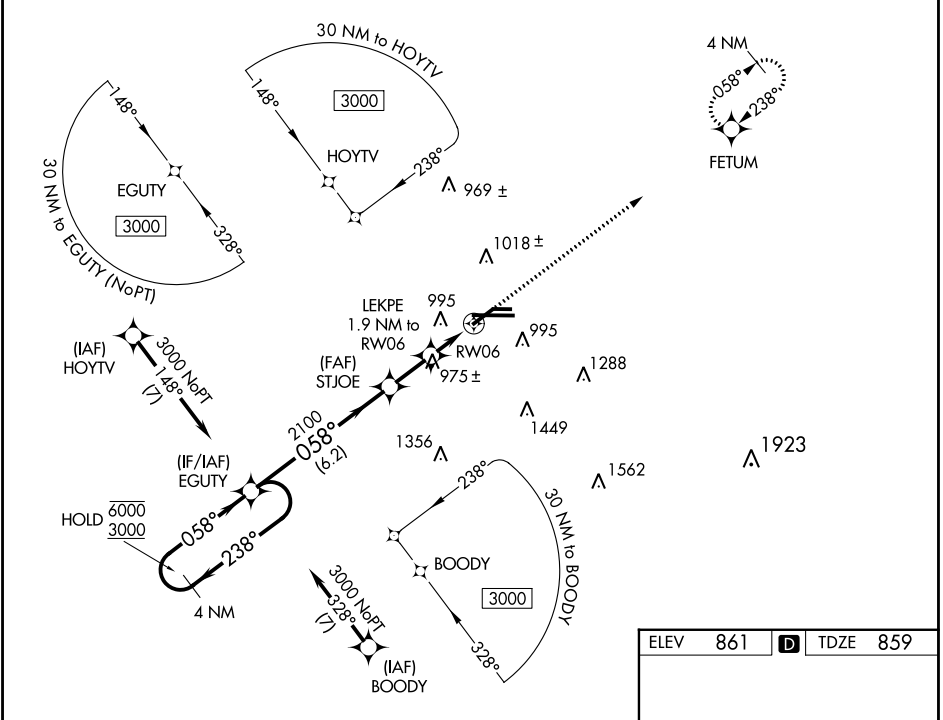 30 NM to HOYTV
148°
3000
HOYTV
238°
4 NM
058°
238°
FETUM
148°
EGUTY
3000
328°
30 NM to EGUTY (NoPT)
969 ±
1018 ±
LEKPE
1.9 NM to
RW06
995
RW06
995
(FAF)
STJOE
975 ±
1288
(IAF)
HOYTV
3000 NoPT
148°
(7)
2100
058°
(6.2)
1356
1449
1562
1923
(IF/IAF)
EGUTY
HOLD 6000
3000
058°
238°
4 NM
238°
30 NM to BOODY
BOODY
3000
328°
3000 NoPT
328°
(7)
(IAF)
BOODY
ELEV 861 D TDZE 859